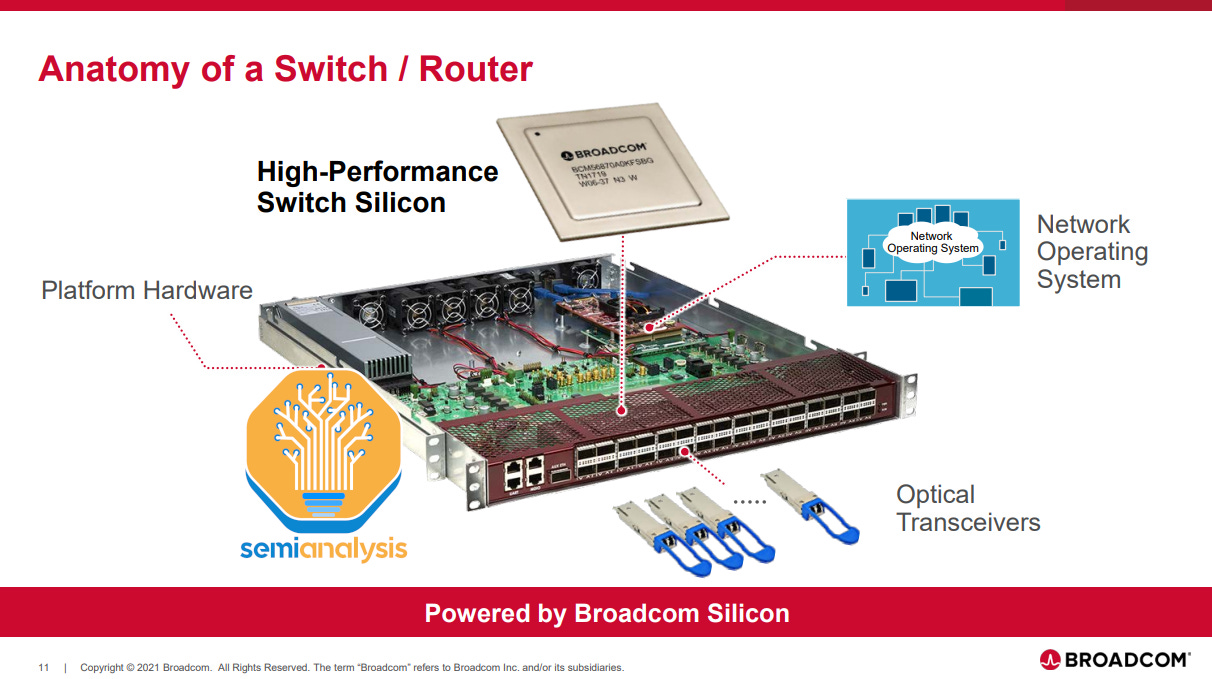 Anatomy of a Switch / Router
High-Performance
Switch Silicon
BROADCOM
BCM56870A0KFSBG
TN1719
W06-37 N3 W
Network
Operating System
Network
Operating
System
Platform Hardware
semianalysis
Optical
Transceivers
Powered by Broadcom Silicon
11 | Copyright © 2021 Broadcom. All Rights Reserved. The term “Broadcom” refers to Broadcom Inc. and/or its subsidiaries.
BROADCOM